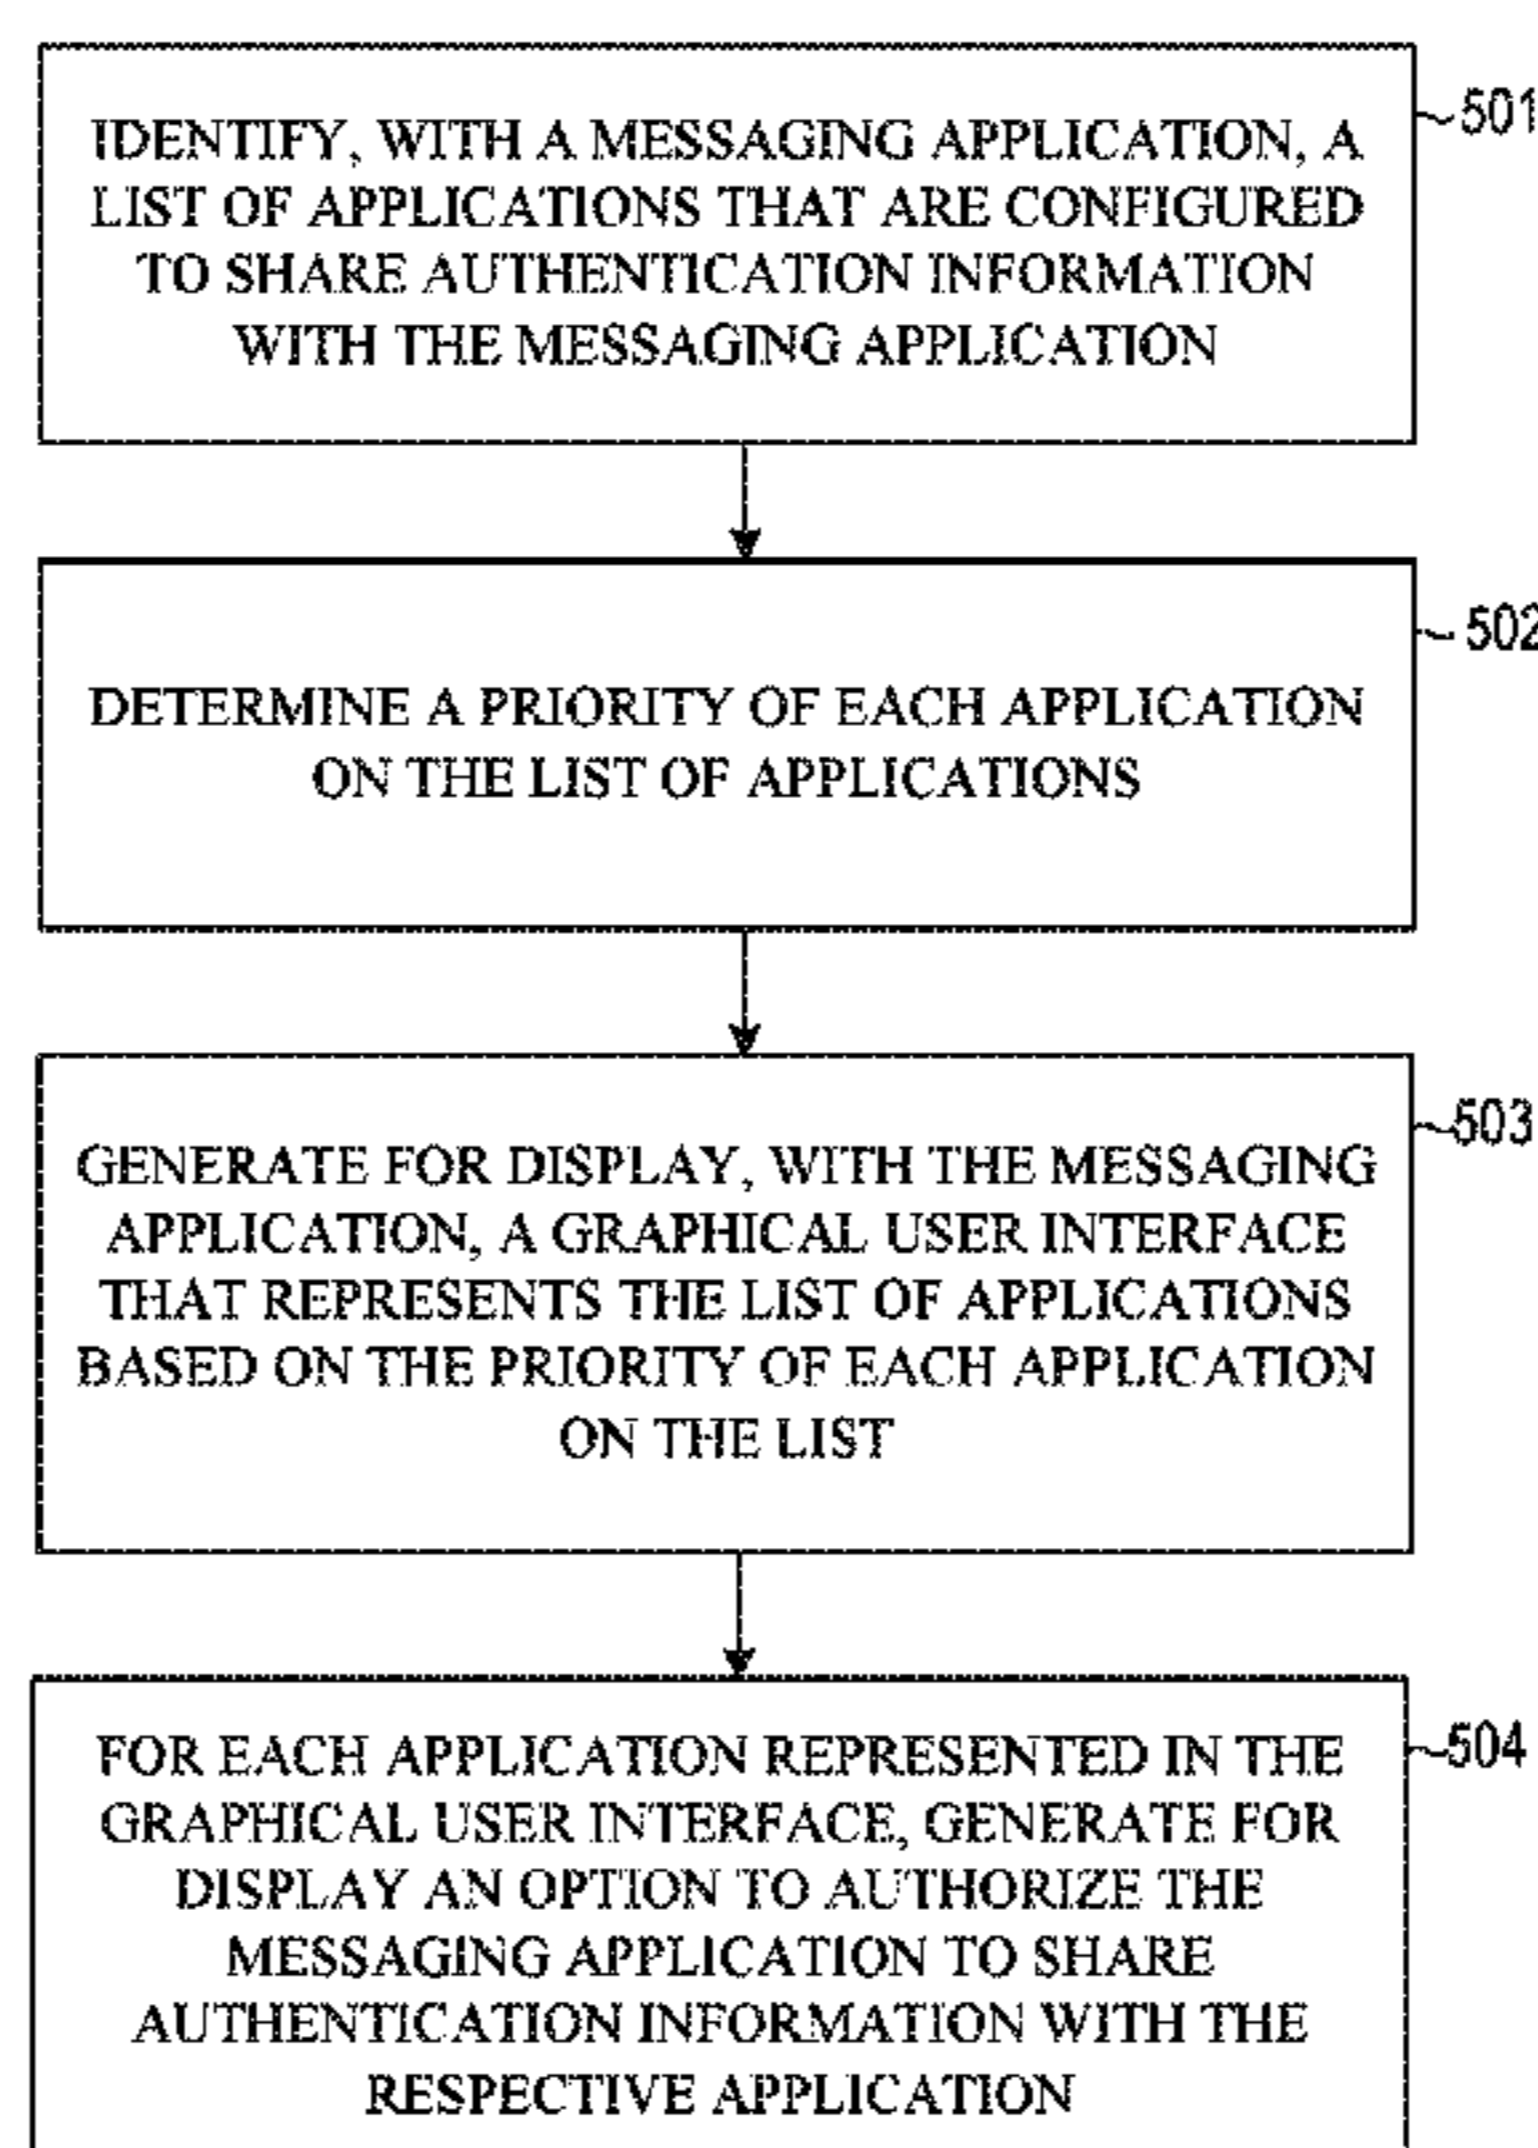 IDENTIFY, WITH A MESSAGING APPLICATION, A
LIST OF APPLICATIONS THAT ARE CONFIGURED
TO SHARE AUTHENTICATION INFORMATION
WITH THE MESSAGING APPLICATION
501
DETERMINE A PRIORITY OF EACH APPLICATION
ON THE LIST OF APPLICATIONS
502
GENERATE FOR DISPLAY, WITH THE MESSAGING
APPLICATION, A GRAPHICAL USER INTERFACE
THAT REPRESENTS THE LIST OF APPLICATIONS
BASED ON THE PRIORITY OF EACH APPLICATION
ON THE LIST
503
FOR EACH APPLICATION REPRESENTED IN THE
GRAPHICAL USER INTERFACE, GENERATE FOR
DISPLAY AN OPTION TO AUTHORIZE THE
MESSAGING APPLICATION TO SHARE
AUTHENTICATION INFORMATION WITH THE
RESPECTIVE APPLICATION
504